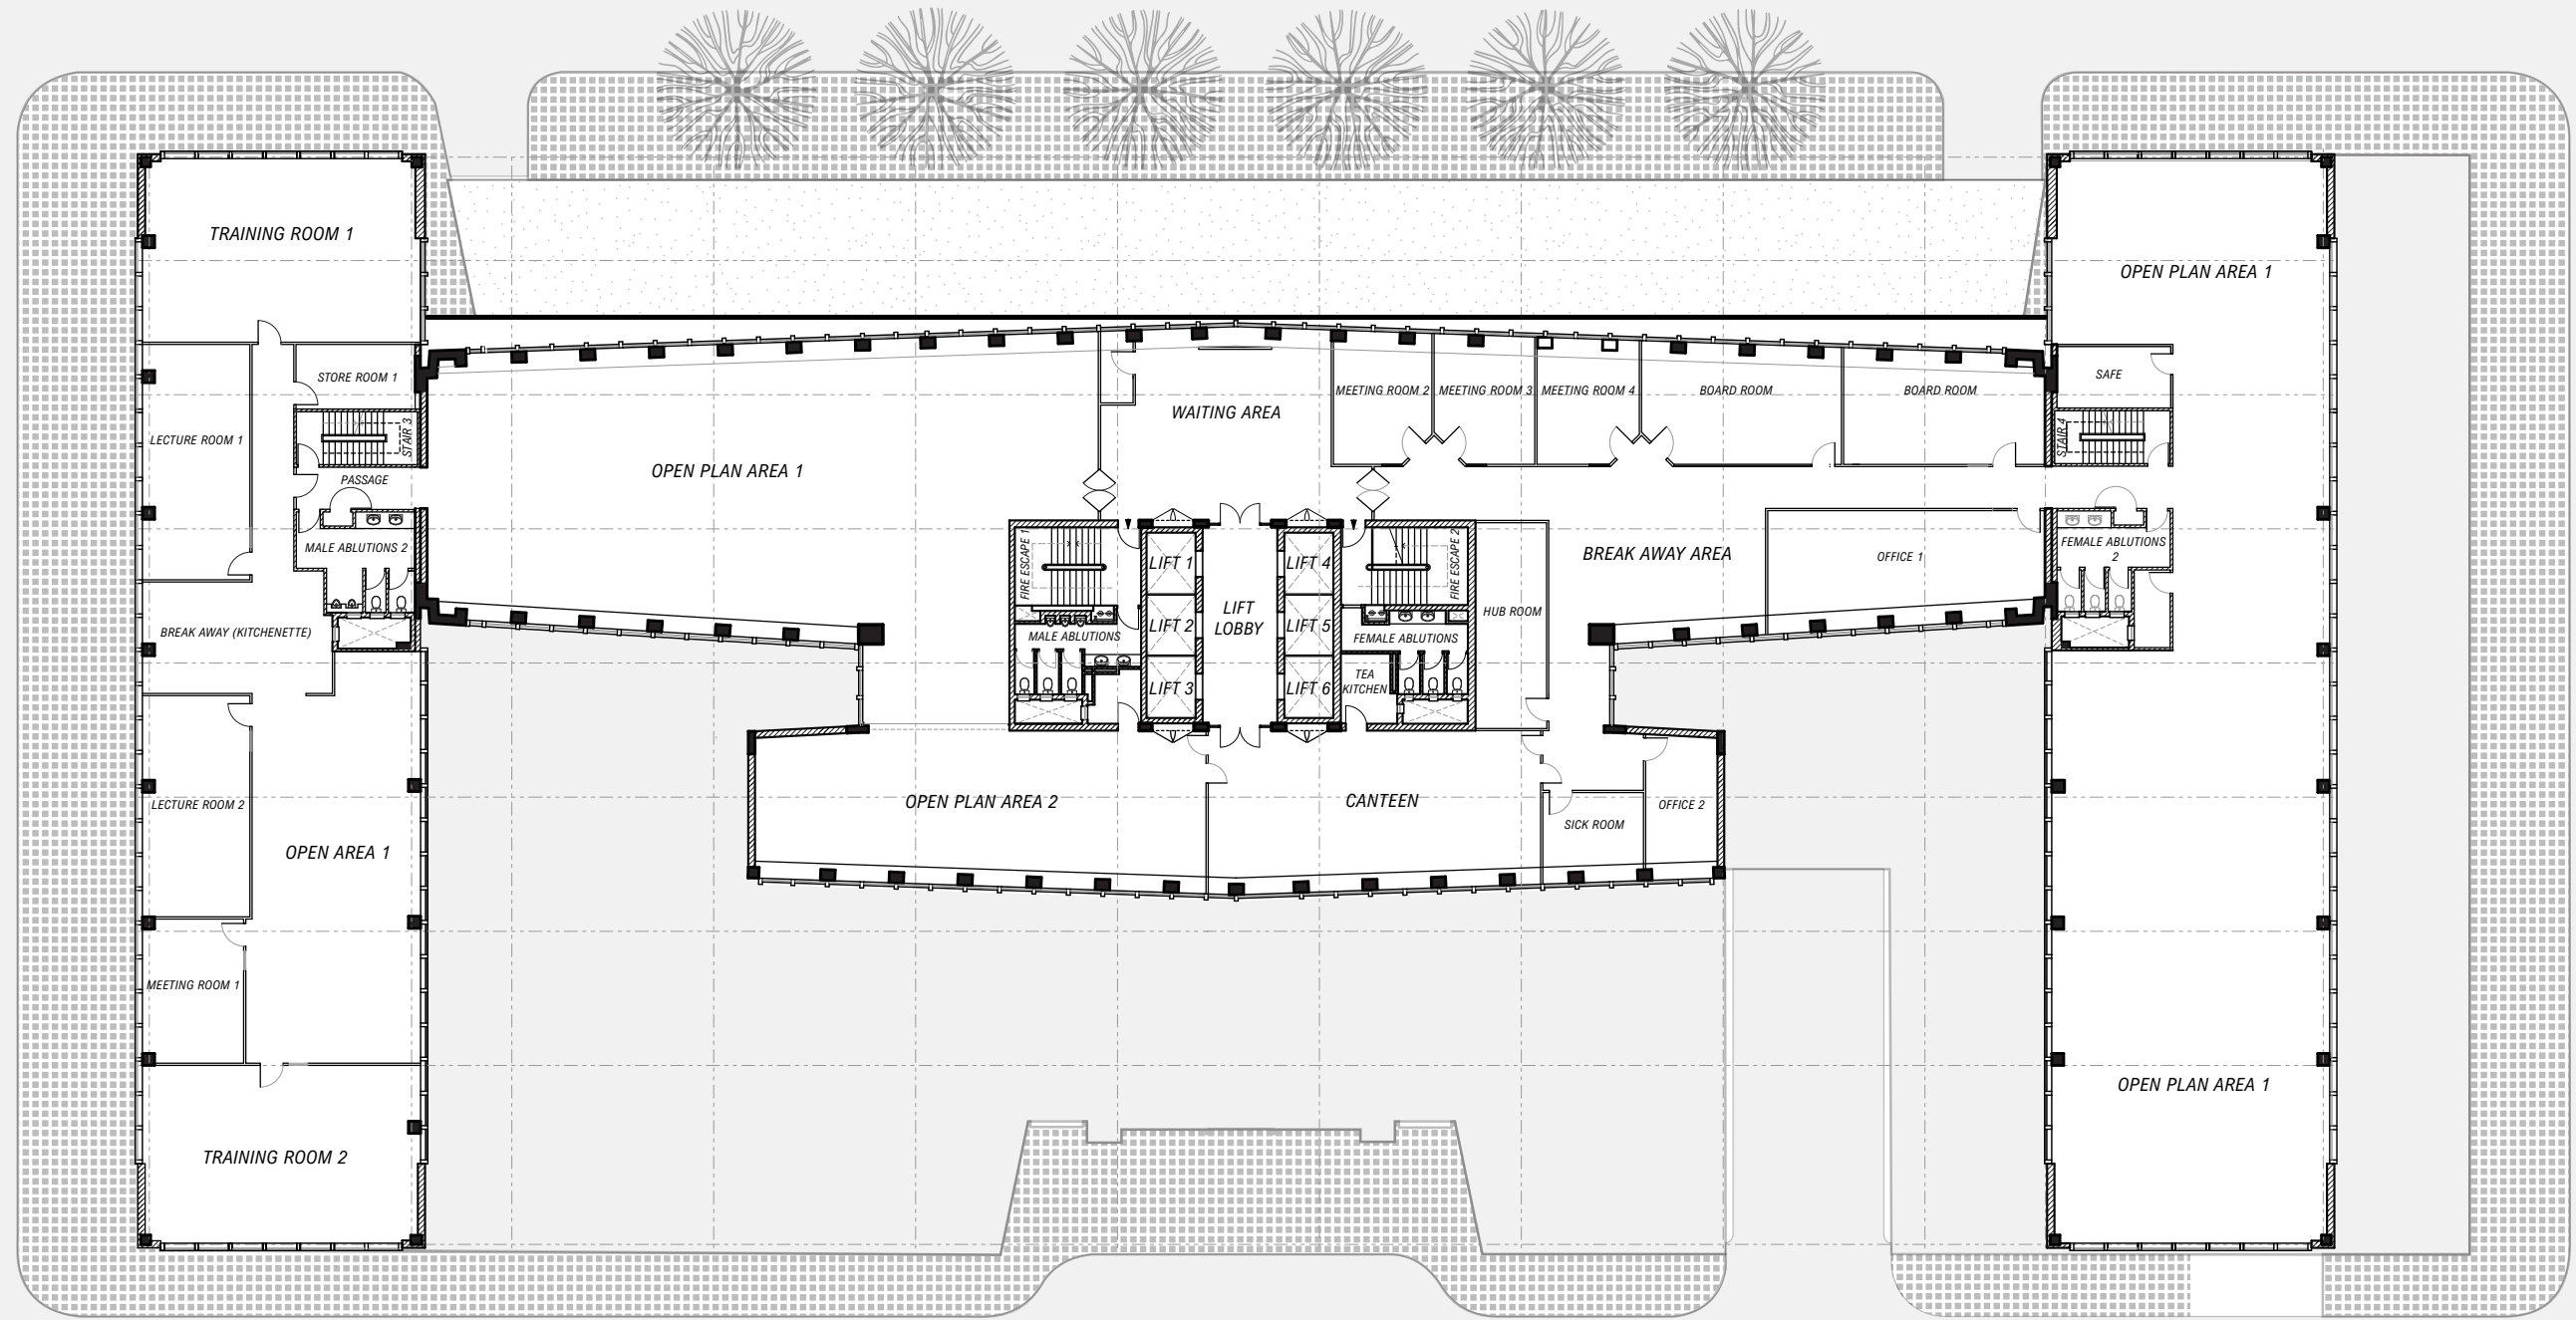 TRAINING ROOM 1
OPEN PLAN AREA 1
STORE ROOM 1
SAFE
MEETING ROOM 2
MEETING ROOM 3
MEETING ROOM 4
BOARD ROOM
BOARD ROOM
WAITING AREA
LECTURE ROOM 1
STAIR 3
STAIR 4
OPEN PLAN AREA 1
PASSAGE
MALE ABLUTIONS 2
FEMALE ABLUTIONS
2
BREAK AWAY AREA
OFFICE 1
FIRE ESCAPE 1
LIFT 1
LIFT 4
FIRE ESCAPE 2
HUB ROOM
LIFT
LOBBY
LIFT 2
LIFT 5
BREAK AWAY (KITCHENETTE)
MALE ABLUTIONS
FEMALE ABLUTIONS
TEA
KITCHEN
LIFT 3
LIFT 6
LECTURE ROOM 2
OPEN PLAN AREA 2
CANTEEN
OFFICE 2
SICK ROOM
OPEN AREA 1
MEETING ROOM 1
OPEN PLAN AREA 1
TRAINING ROOM 2